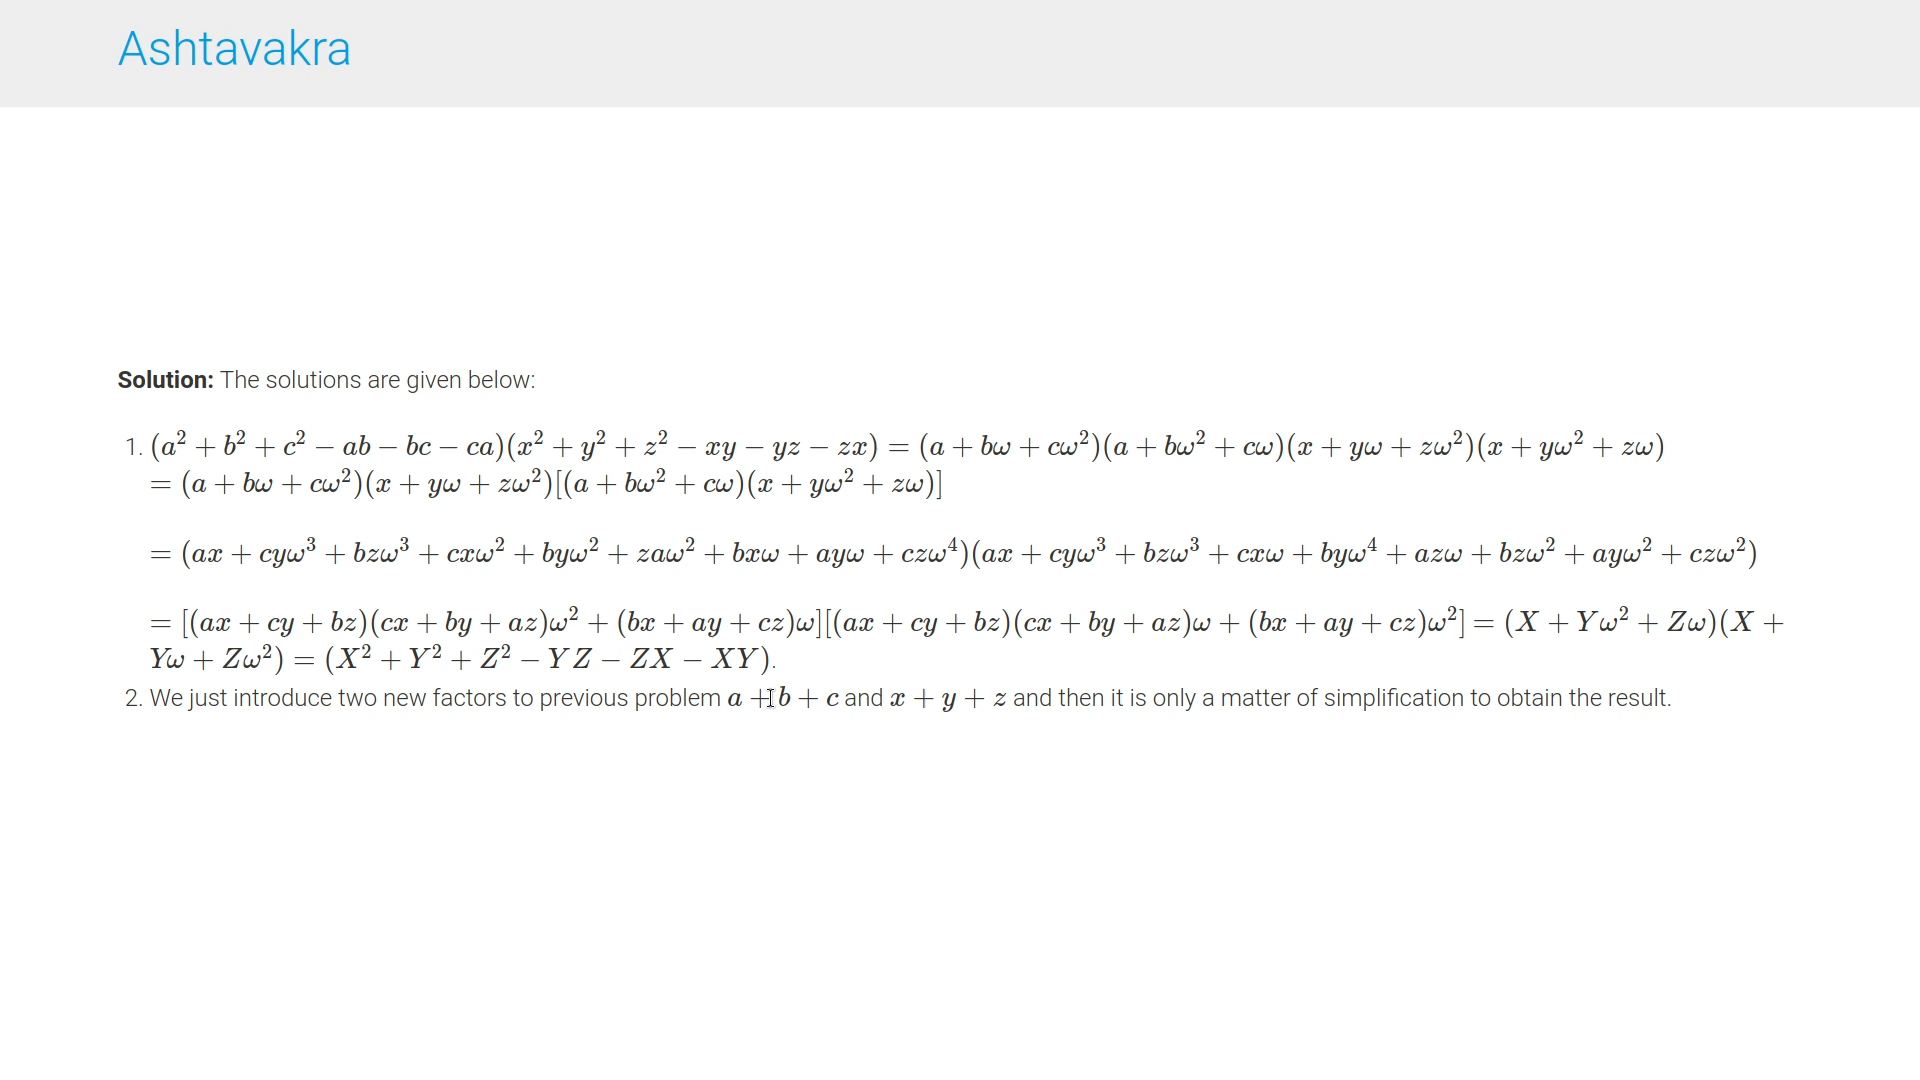 Ashtavakra
Solution: The solutions are given below:
1. (a² + b² + c² − ab − bc − ca)(x² + y² + z² − xy − yz − zx) = (a + bω + cω²)(a + bω² + cω)(x + yω + zω²)(x + yω² + zω)
= (a + bω + cω²)(x + yω + zω²)[(a + bω² + cω)(x + yω² + zω)]
= (ax + cyω³ + bzω³ + cxω² + byω² + zaω² + bxω + ayω + czω⁴)(ax + cyω³ + bzω³ + cxω + byω⁴ + azω + bzω² + ayω² + czω²)
= [(ax + cy + bz)(cx + by + az)ω² + (bx + ay + cz)ω][(ax + cy + bz)(cx + by + az)ω + (bx + ay + cz)ω²] = (X + Yω² + Zω)(X +
Yω + Zω²) = (X² + Y² + Z² − YZ − ZX − XY).
2. We just introduce two new factors to previous problem a + b + c and x + y + z and then it is only a matter of simplification to obtain the result.